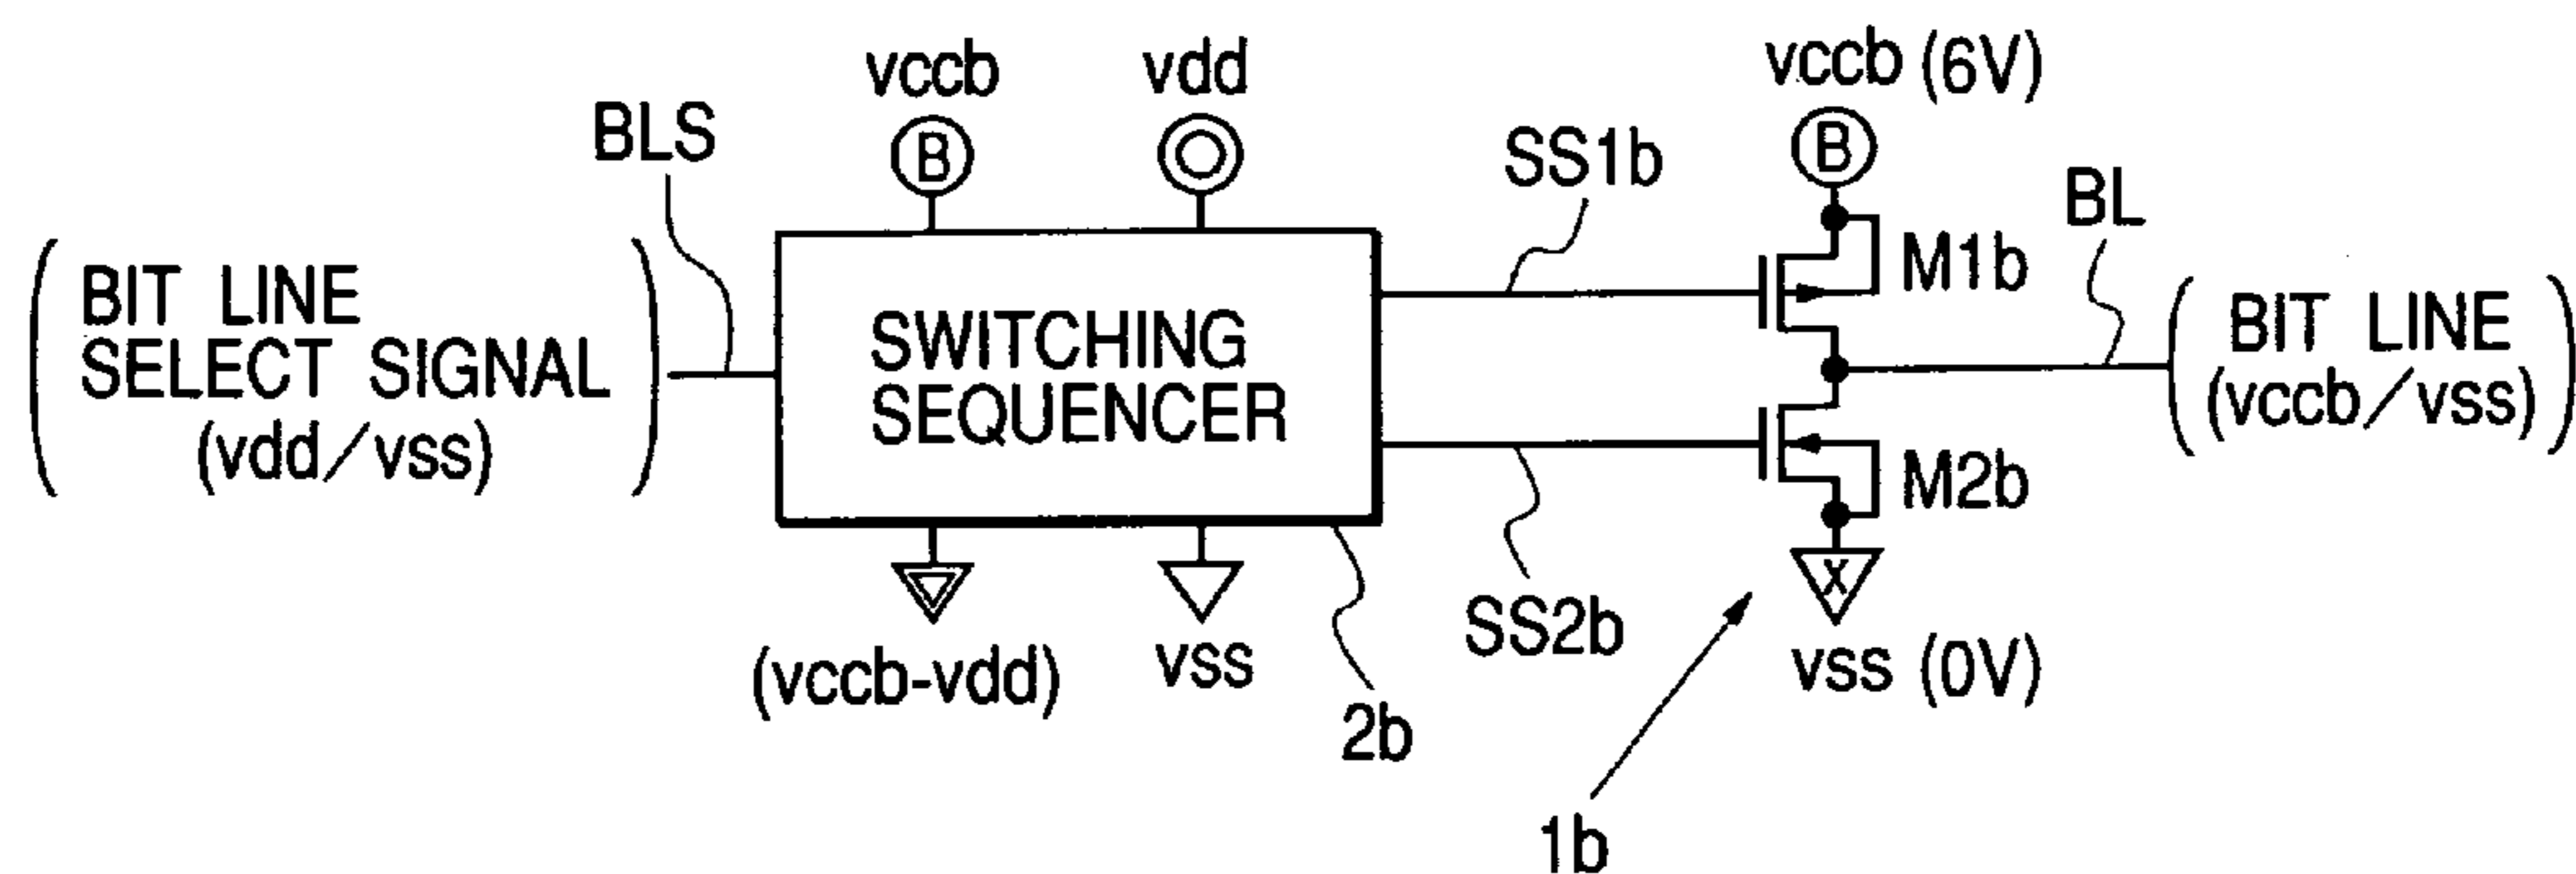 vccb
vdd
vccb (6V)
BLS
B
B
SS1b
BL
M1b
BIT LINE
SELECT SIGNAL
(vdd/vss)
SWITCHING
SEQUENCER
BIT LINE
(vccb/vss)
M2b
X
(vccb-vdd)
vss
SS2b
vss (0V)
2b
1b